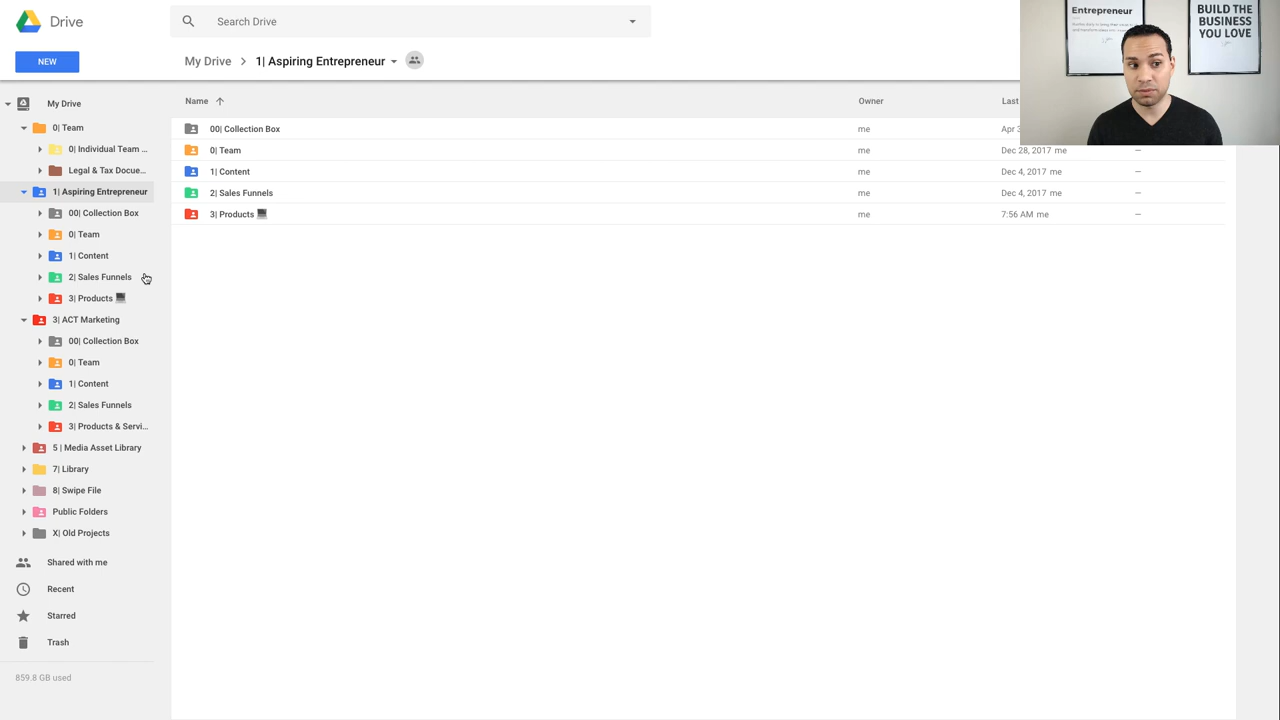 Drive
Search Drive
Entrepreneur
BUILD THE
BUSINESS
YOU LOVE
NEW
My Drive
1| Aspiring Entrepreneur
My Drive
0| Team
0| Individual Team ...
Legal & Tax Docue...
1| Aspiring Entrepreneur
00| Collection Box
0| Team
1| Content
2| Sales Funnels
3| Products
3| ACT Marketing
00| Collection Box
0| Team
1| Content
2| Sales Funnels
3| Products & Servi...
5 | Media Asset Library
7| Library
8| Swipe File
Public Folders
X| Old Projects
Shared with me
Recent
Starred
Trash
859.8 GB used
Name Owner Last
00| Collection Box me Apr 3
0| Team me Dec 28, 2017 me —
1| Content me Dec 4, 2017 me —
2| Sales Funnels me Dec 4, 2017 me —
3| Products me 7:56 AM me —